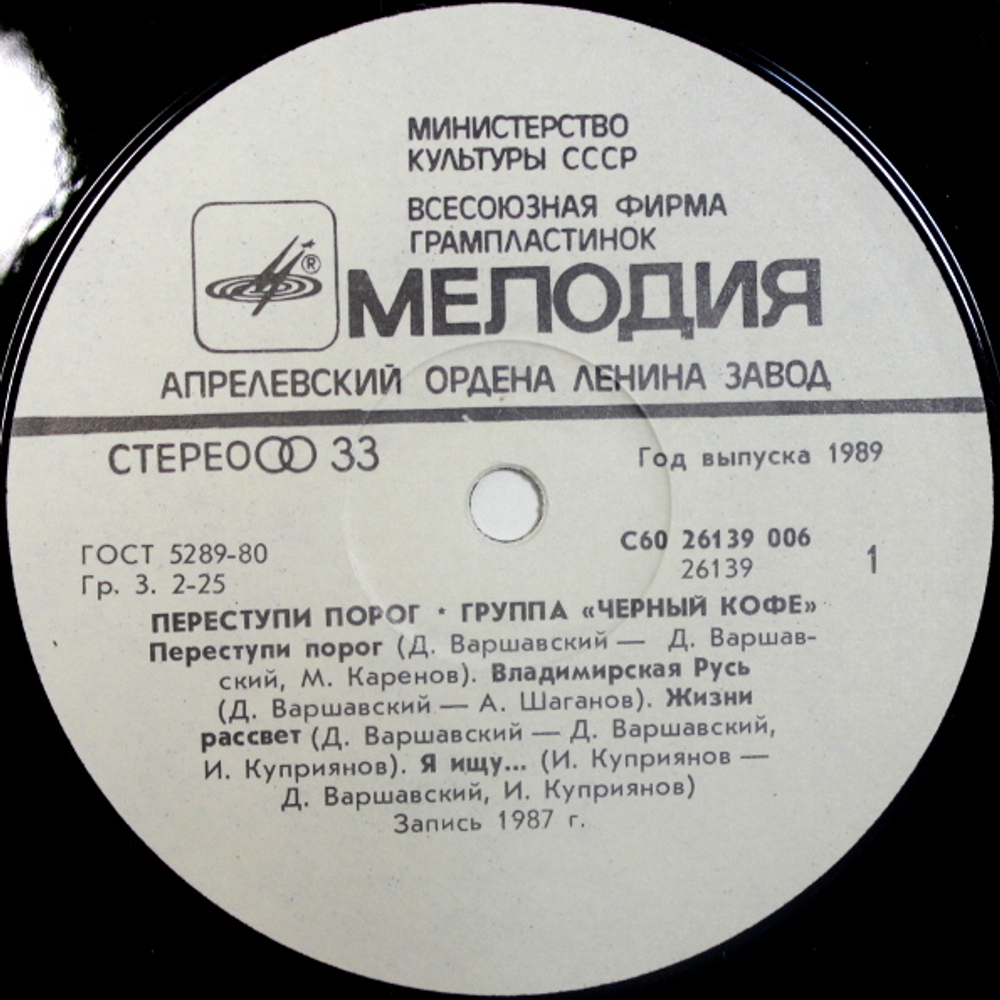 МИНИСТЕРСТВО
КУЛЬТУРЫ СССР
ВСЕСОЮЗНАЯ ФИРМА
ГРАМПЛАСТИНОК
®
МЕЛОДИЯ
АПРЕЛЕВСКИЙ ОРДЕНА ЛЕНИНА ЗАВОД
СТЕРЕО 33
Год выпуска 1989
ГОСТ 5289-80
Гр. 3. 2-25
С60 26139 006
26139
1
ПЕРЕСТУПИ ПОРОГ · ГРУППА «ЧЕРНЫЙ КОФЕ»
Переступи порог (Д. Варшавский — Д. Варшав-
ский, М. Каренов). Владимирская Русь
(Д. Варшавский — А. Шаганов). Жизни
рассвет (Д. Варшавский — Д. Варшавский,
И. Куприянов). Я ищу... (И. Куприянов —
Д. Варшавский, И. Куприянов)
Запись 1987 г.